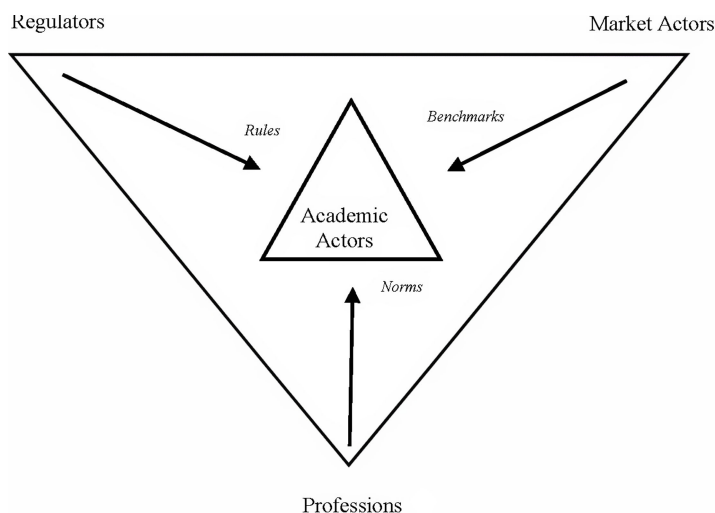 Regulators
Market Actors
Rules
Benchmarks
Academic
Actors
Norms
Professions